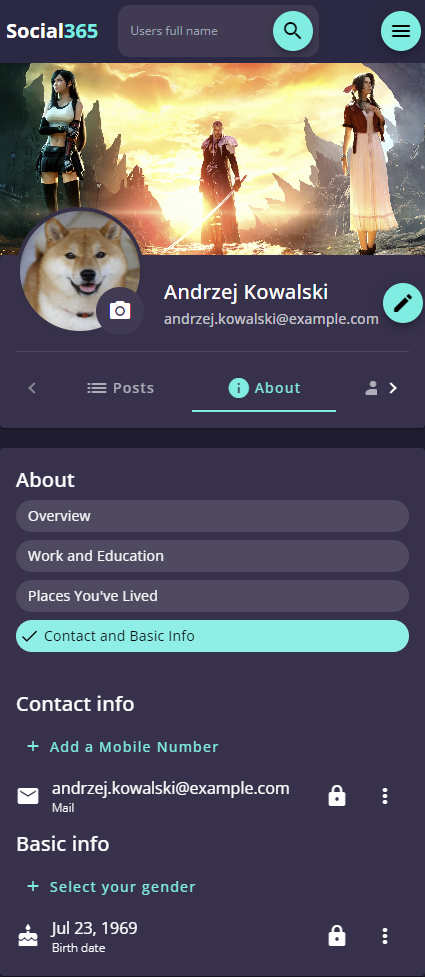 Social365
Users full name
Andrzej Kowalski
andrzej.kowalski@example.com
Posts
About
About
Overview
Work and Education
Places You've Lived
Contact and Basic Info
Contact info
+ Add a Mobile Number
andrzej.kowalski@example.com
Mail
Basic info
+ Select your gender
Jul 23, 1969
Birth date